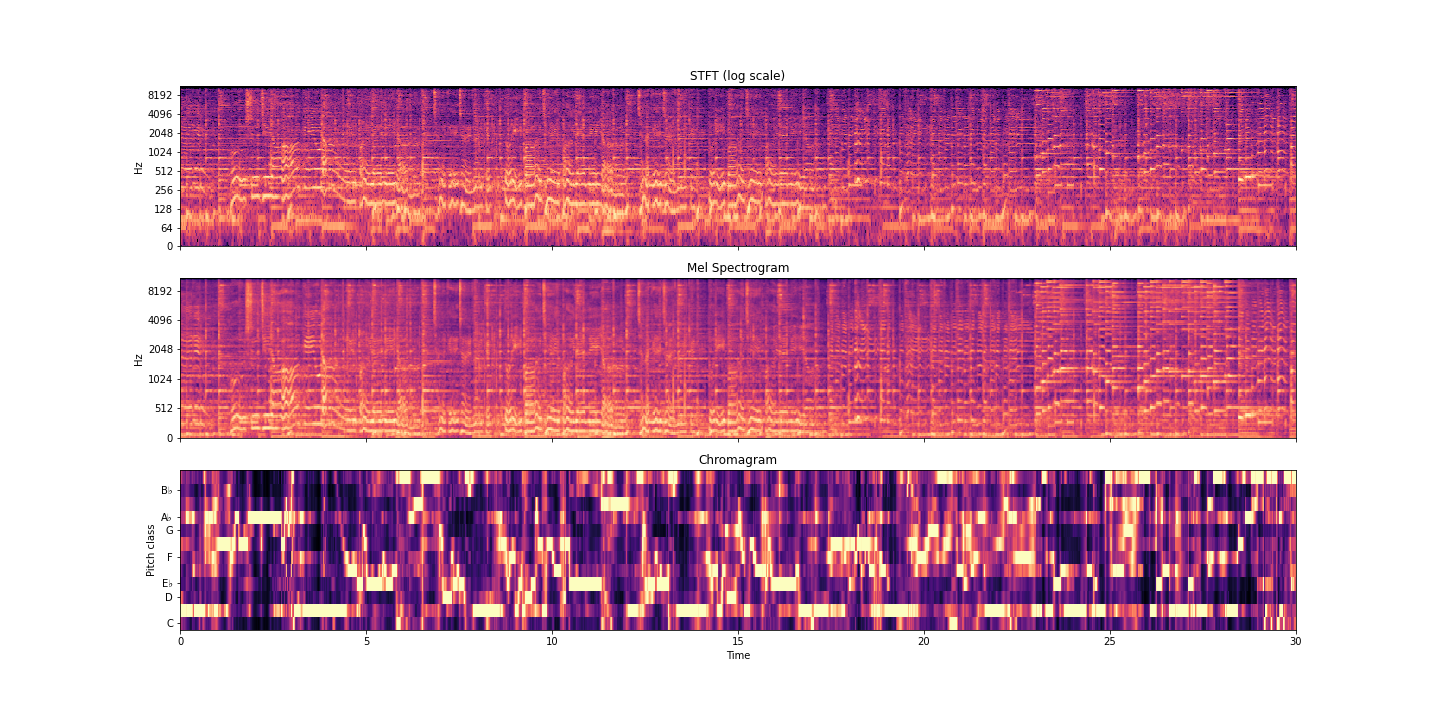 STFT (log scale)
8192
4096
2048
1024
512
256
128
64
0
Hz
Mel Spectrogram
8192
4096
2048
1024
512
0
Hz
Chromagram
B♭
A♭
G
F
E♭
D
C
Pitch class
0 5 10 15 20 25 30
Time